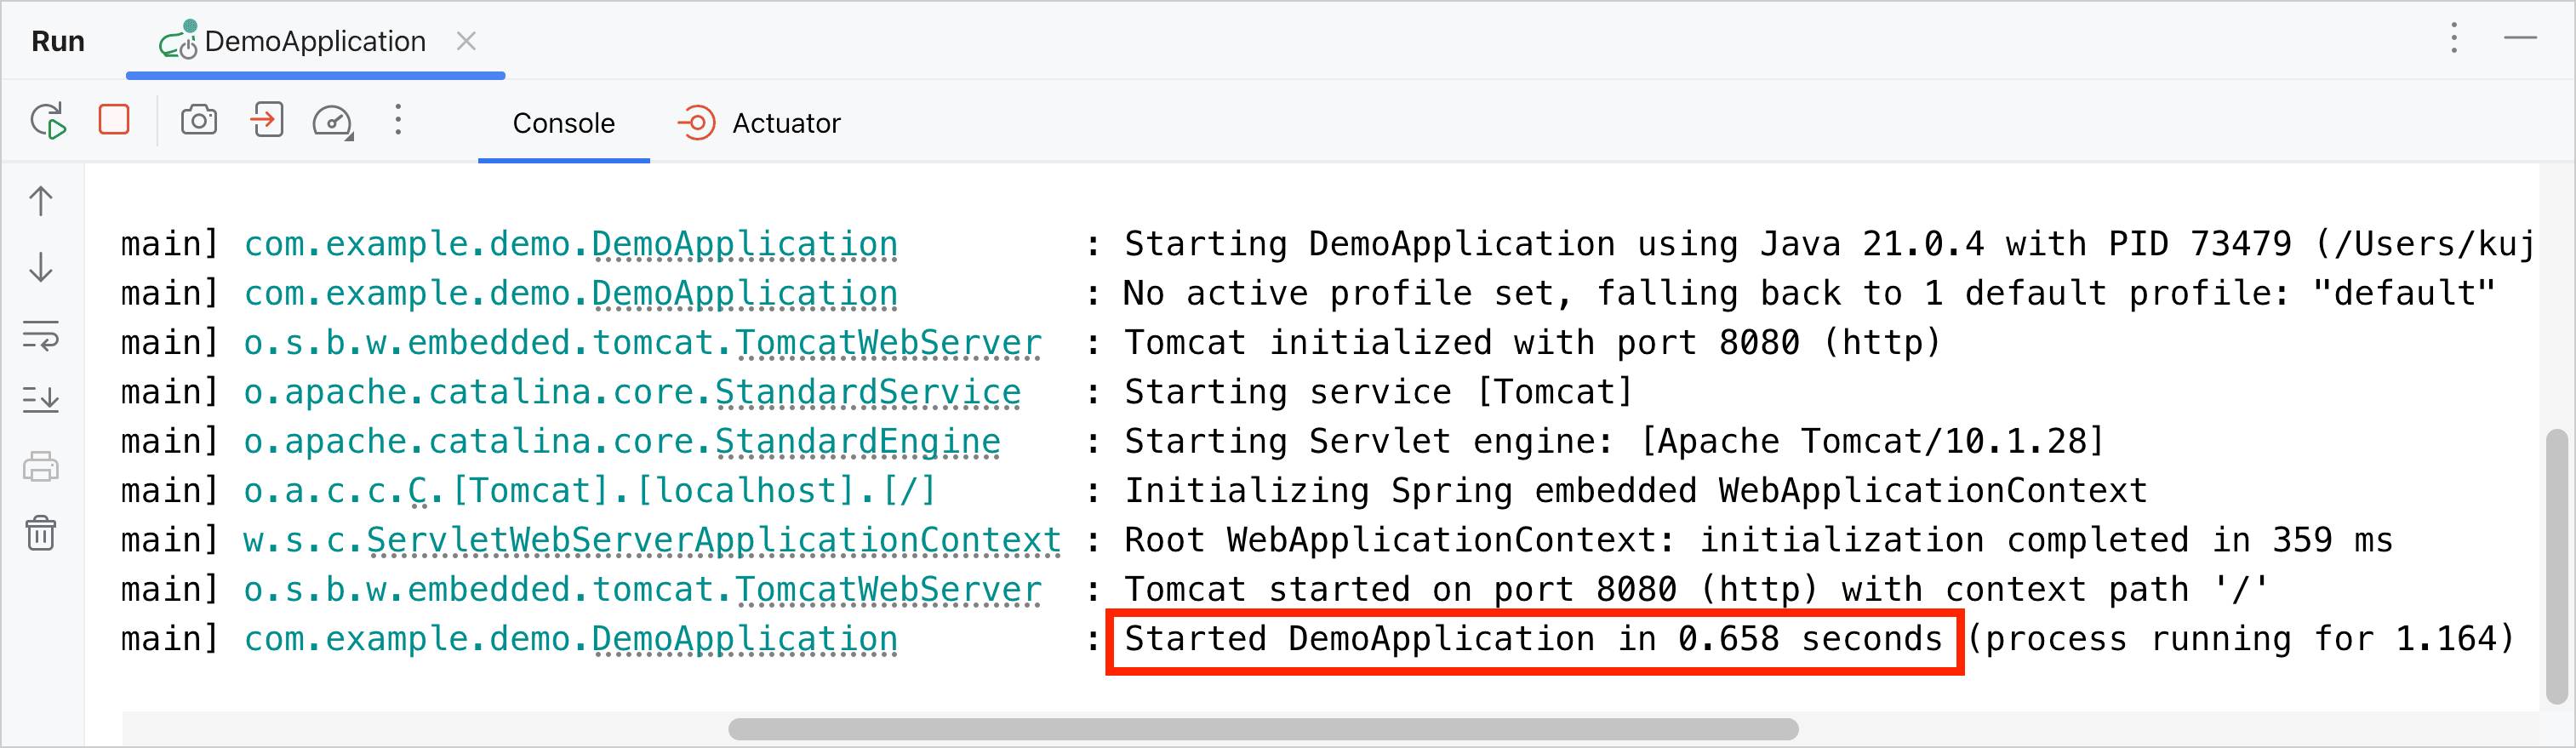 Run DemoApplication
Console Actuator
main] com.example.demo.DemoApplication : Starting DemoApplication using Java 21.0.4 with PID 73479 (/Users/kuj
main] com.example.demo.DemoApplication : No active profile set, falling back to 1 default profile: "default"
main] o.s.b.w.embedded.tomcat.TomcatWebServer : Tomcat initialized with port 8080 (http)
main] o.apache.catalina.core.StandardService : Starting service [Tomcat]
main] o.apache.catalina.core.StandardEngine : Starting Servlet engine: [Apache Tomcat/10.1.28]
main] o.a.c.c.C.[Tomcat].[localhost].[/] : Initializing Spring embedded WebApplicationContext
main] w.s.c.ServletWebServerApplicationContext : Root WebApplicationContext: initialization completed in 359 ms
main] o.s.b.w.embedded.tomcat.TomcatWebServer : Tomcat started on port 8080 (http) with context path '/'
main] com.example.demo.DemoApplication : Started DemoApplication in 0.658 seconds (process running for 1.164)